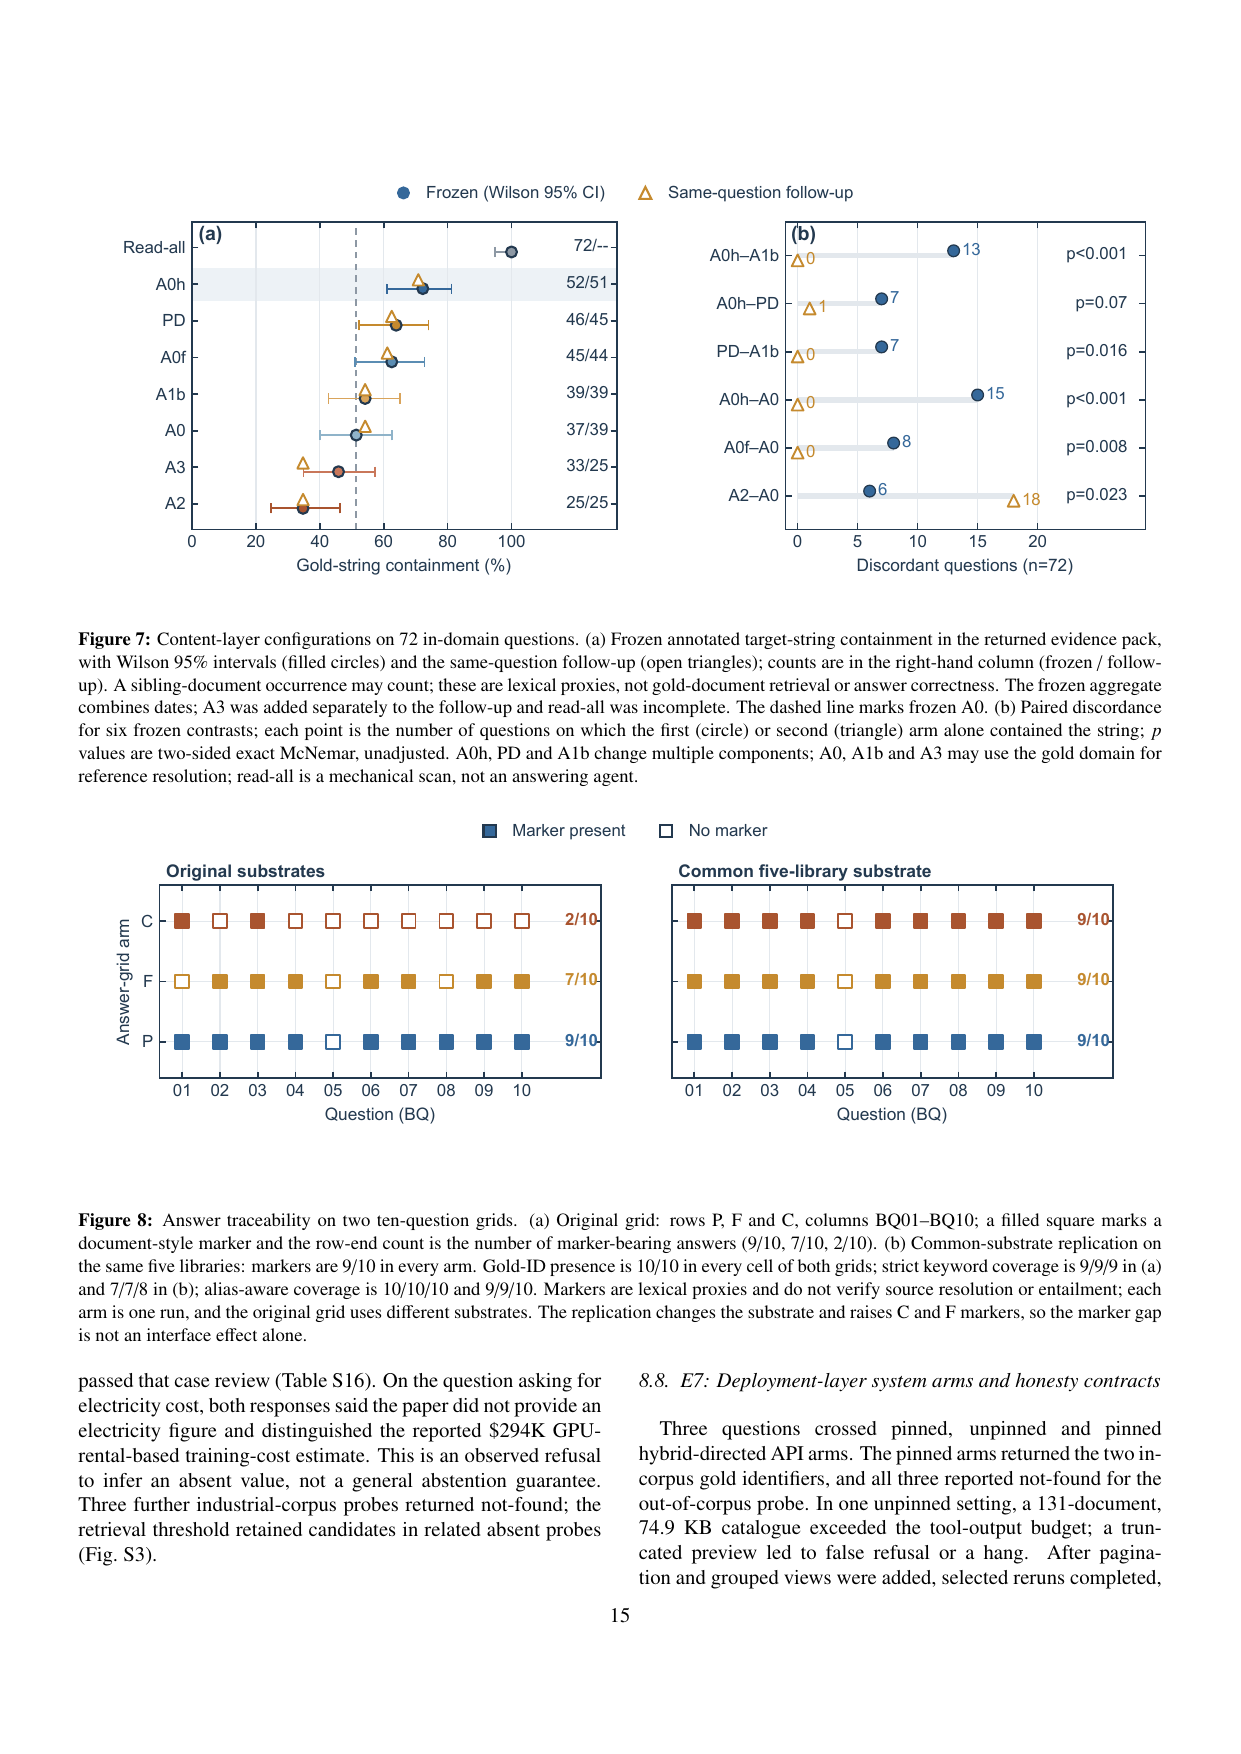 Frozen (Wilson 95% CI) Same-question follow-up
(a)
Read-all 72/--
A0h 52/51
PD 46/45
A0f 45/44
A1b 39/39
A0 37/39
A3 33/25
A2 25/25
0 20 40 60 80 100
Gold-string containment (%)
(b)
A0h–A1b 0 13 p<0.001
A0h–PD 1 7 p=0.07
PD–A1b 0 7 p=0.016
A0h–A0 0 15 p<0.001
A0f–A0 0 8 p=0.008
A2–A0 6 18 p=0.023
0 5 10 15 20
Discordant questions (n=72)
Figure 7: Content-layer configurations on 72 in-domain questions. (a) Frozen annotated target-string containment in the returned evidence pack,
with Wilson 95% intervals (filled circles) and the same-question follow-up (open triangles); counts are in the right-hand column (frozen / follow-
up). A sibling-document occurrence may count; these are lexical proxies, not gold-document retrieval or answer correctness. The frozen aggregate
combines dates; A3 was added separately to the follow-up and read-all was incomplete. The dashed line marks frozen A0. (b) Paired discordance
for six frozen contrasts; each point is the number of questions on which the first (circle) or second (triangle) arm alone contained the string; p
values are two-sided exact McNemar, unadjusted. A0h, PD and A1b change multiple components; A0, A1b and A3 may use the gold domain for
reference resolution; read-all is a mechanical scan, not an answering agent.
Marker present No marker
Original substrates
Answer-grid arm
C 2/10
F 7/10
P 9/10
01 02 03 04 05 06 07 08 09 10
Question (BQ)
Common five-library substrate
9/10
9/10
9/10
01 02 03 04 05 06 07 08 09 10
Question (BQ)
Figure 8: Answer traceability on two ten-question grids. (a) Original grid: rows P, F and C, columns BQ01–BQ10; a filled square marks a
document-style marker and the row-end count is the number of marker-bearing answers (9/10, 7/10, 2/10). (b) Common-substrate replication on
the same five libraries: markers are 9/10 in every arm. Gold-ID presence is 10/10 in every cell of both grids; strict keyword coverage is 9/9/9 in (a)
and 7/7/8 in (b); alias-aware coverage is 10/10/10 and 9/9/10. Markers are lexical proxies and do not verify source resolution or entailment; each
arm is one run, and the original grid uses different substrates. The replication changes the substrate and raises C and F markers, so the marker gap
is not an interface effect alone.
passed that case review (Table S16). On the question asking for
electricity cost, both responses said the paper did not provide an
electricity figure and distinguished the reported $294K GPU-
rental-based training-cost estimate. This is an observed refusal
to infer an absent value, not a general abstention guarantee.
Three further industrial-corpus probes returned not-found; the
retrieval threshold retained candidates in related absent probes
(Fig. S3).
8.8. E7: Deployment-layer system arms and honesty contracts
Three questions crossed pinned, unpinned and pinned
hybrid-directed API arms. The pinned arms returned the two in-
corpus gold identifiers, and all three reported not-found for the
out-of-corpus probe. In one unpinned setting, a 131-document,
74.9 KB catalogue exceeded the tool-output budget; a trun-
cated preview led to false refusal or a hang. After pagina-
tion and grouped views were added, selected reruns completed,
15